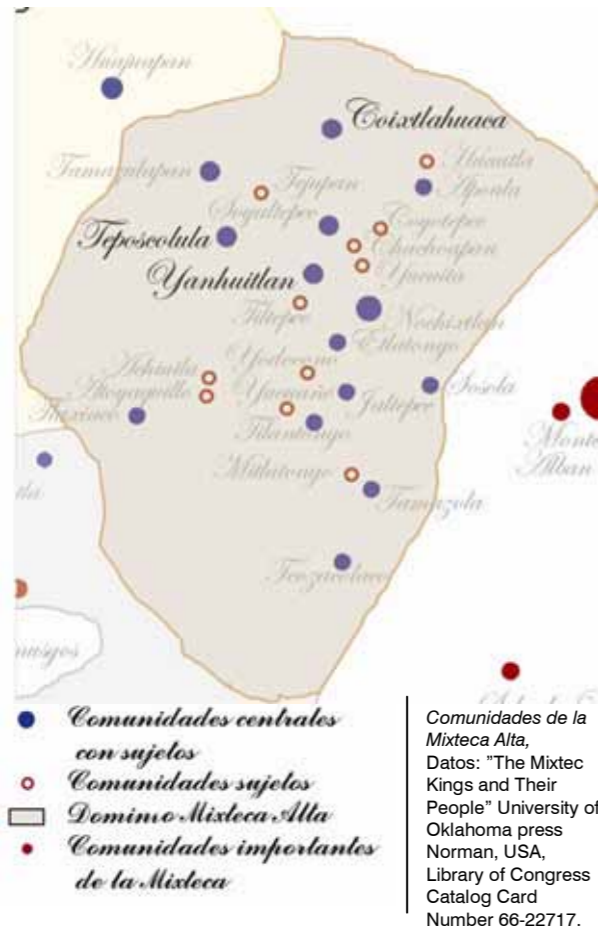 Huajuapan
Coixtlahuaca
Tamazulapan
Tejupan
Apoala
Soyaltepec
Coyotepec
Teposcolula
Chachoapan
Yanhuitlan
Yucuita
Tiltepec
Nochixtlan
Etlatongo
Yodocono
Achiutla
Yucuañe
Sosola
Jaltepec
Tlaxiaco
Tilantongo
Monte
Alban
Mitlatongo
Tamazola
Teozacoalco
Comunidades centrales
con sujetos
Comunidades sujetos
Dominio Mixteca Alta
Comunidades importantes
de la Mixteca
Comunidades de la
Mixteca Alta,
Datos: "The Mixtec
Kings and Their
People" University of
Oklahoma press
Norman, USA,
Library of Congress
Catalog Card
Number 66-22717.